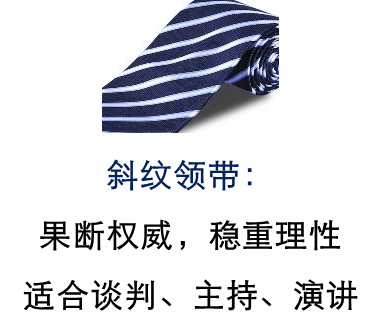 斜纹领带：
果断权威，稳重理性
适合谈判、主持、演讲